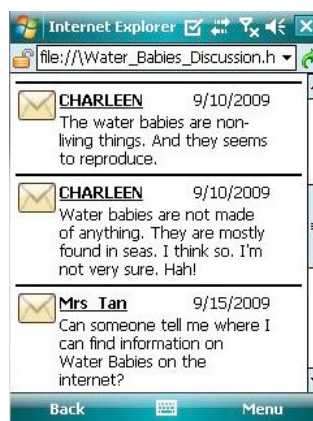 Internet Explorer
file://\Water_Babies_Discussion.h
CHARLEEN 9/10/2009
The water babies are non-
living things. And they seems
to reproduce.
CHARLEEN 9/10/2009
Water babies are not made
of anything. They are mostly
found in seas. I think so. I'm
not very sure. Hah!
Mrs Tan 9/15/2009
Can someone tell me where I
can find information on
Water Babies on the
internet?
Back Menu